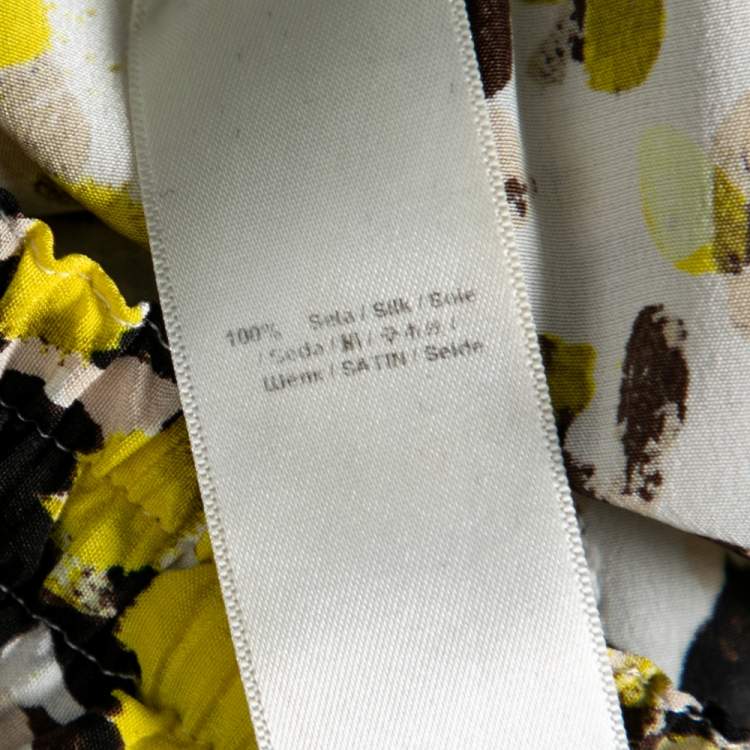 100% Seta / Silk / Soie
/ Seda / 絹 / /
Шелк / SATIN / Seide